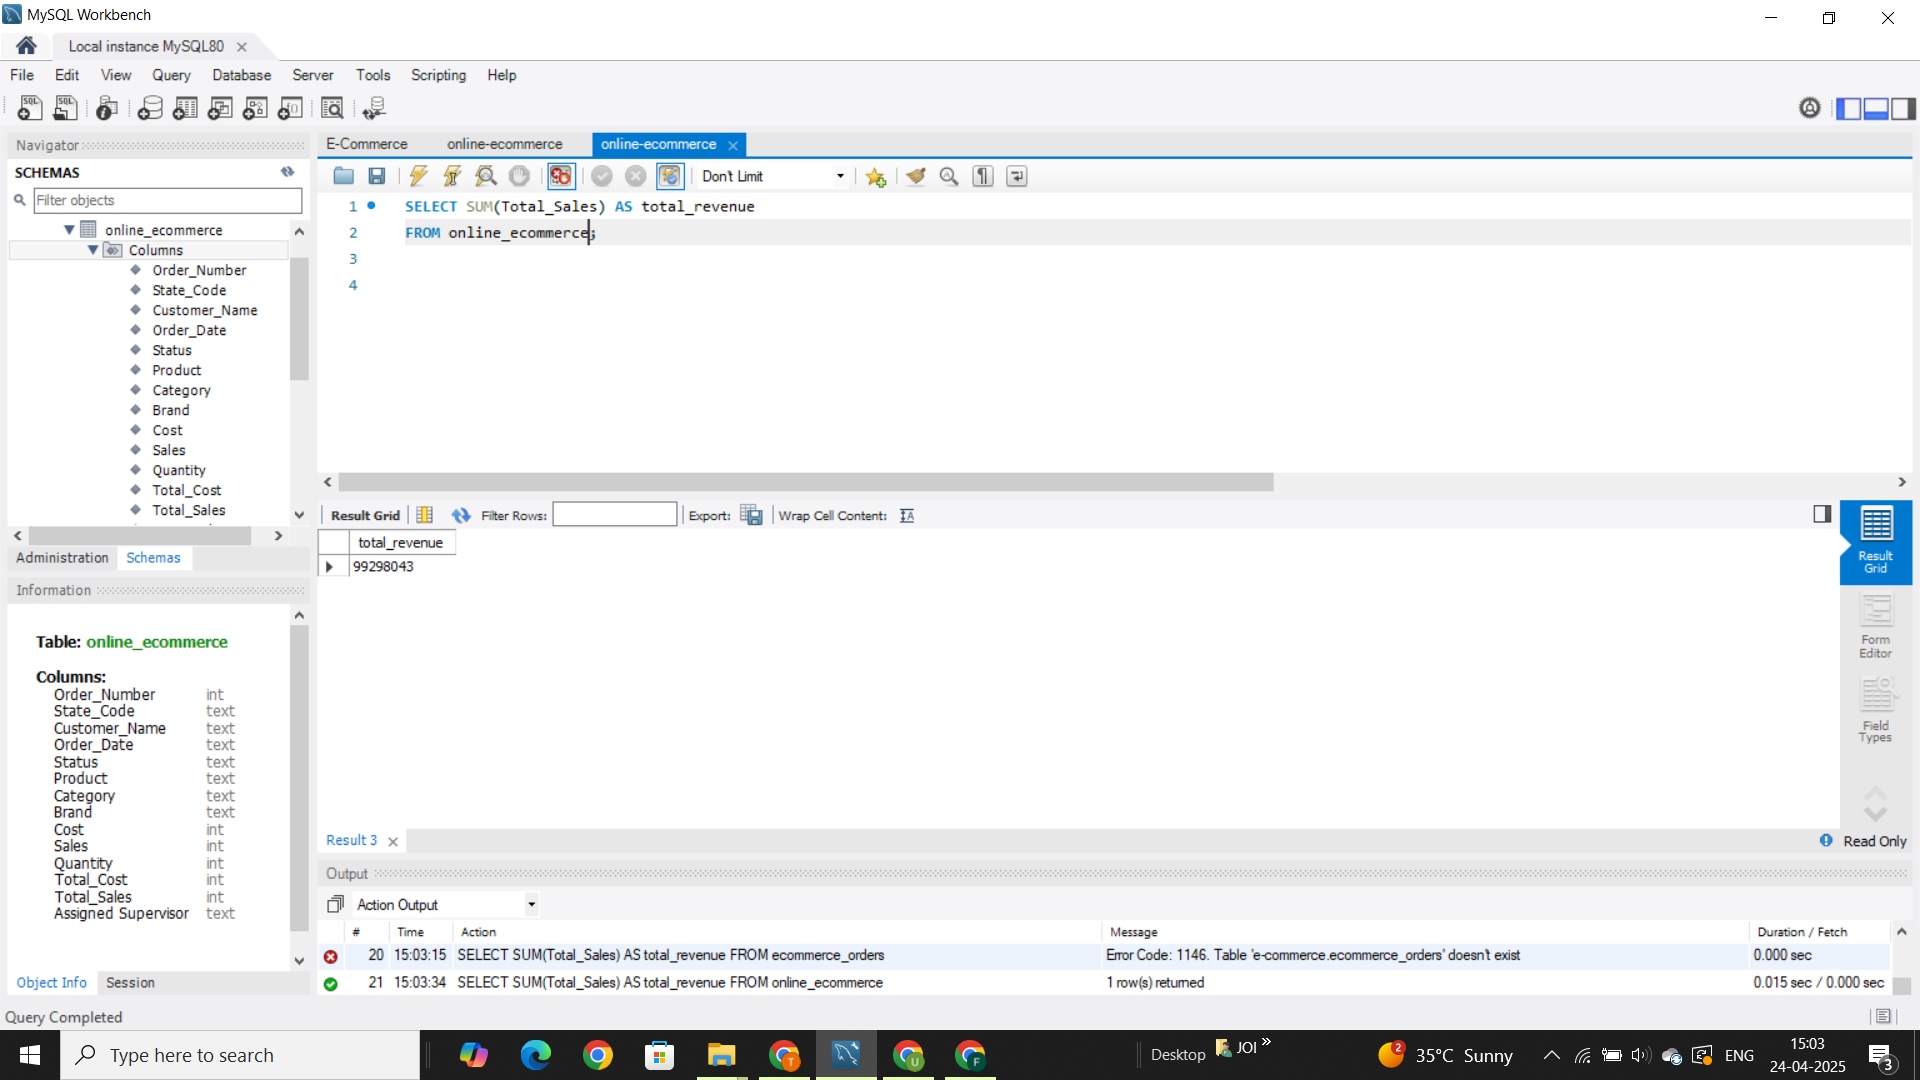 MySQL Workbench
Local instance MySQL80
File Edit View Query Database Server Tools Scripting Help
Navigator
SCHEMAS
Filter objects
online_ecommerce
Columns
Order_Number
State_Code
Customer_Name
Order_Date
Status
Product
Category
Brand
Cost
Sales
Quantity
Total_Cost
Total_Sales
Administration Schemas
Information
Table: online_ecommerce
Columns:
Order_Number int
State_Code text
Customer_Name text
Order_Date text
Status text
Product text
Category text
Brand text
Cost int
Sales int
Quantity int
Total_Cost int
Total_Sales int
Assigned Supervisor text
Object Info Session
E-Commerce online-ecommerce online-ecommerce
Don't Limit
1 SELECT SUM(Total_Sales) AS total_revenue
2 FROM online_ecommerce;
3
4
Result Grid Filter Rows: Export: Wrap Cell Content:
total_revenue
99298043
Result Grid
Form Editor
Field Types
Result 3 Read Only
Output
Action Output
# Time Action Message Duration / Fetch
20 15:03:15 SELECT SUM(Total_Sales) AS total_revenue FROM ecommerce_orders Error Code: 1146. Table 'e-commerce.ecommerce_orders' doesn't exist 0.000 sec
21 15:03:34 SELECT SUM(Total_Sales) AS total_revenue FROM online_ecommerce 1 row(s) returned 0.015 sec / 0.000 sec
Query Completed
Type here to search
Desktop JOI »
2 35°C Sunny
ENG
15:03
24-04-2025
3